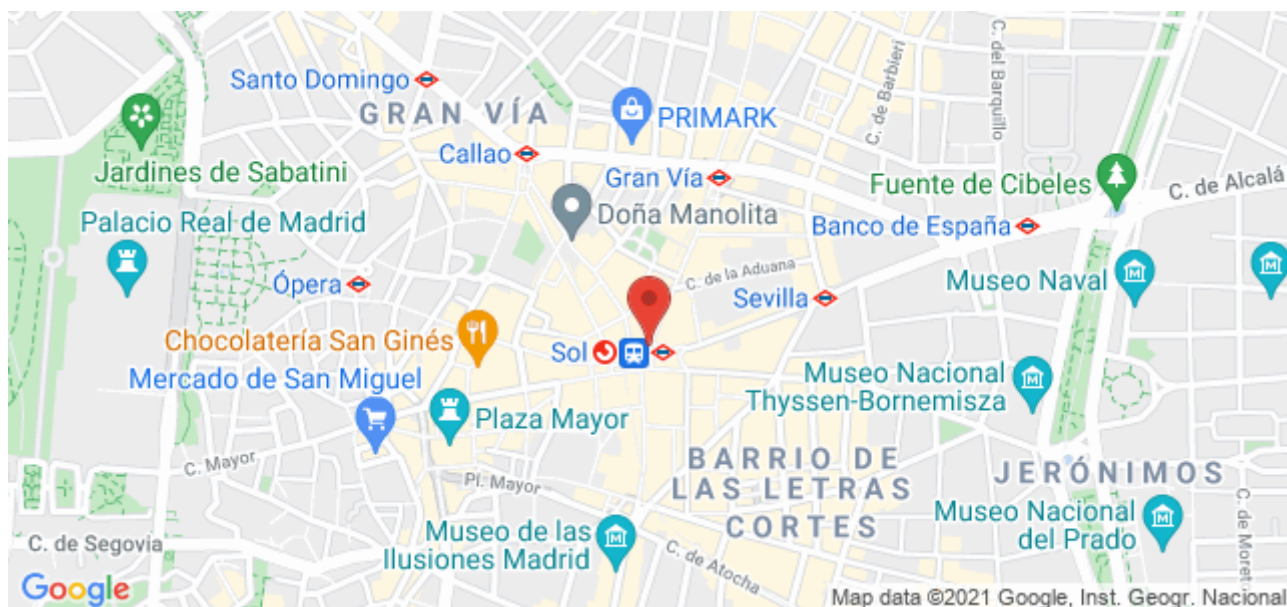 C. de Barbieri
C. del Barquillo
Santo Domingo
GRAN VÍA
PRIMARK
Callao
Jardines de Sabatini
Gran Vía
Fuente de Cibeles
C. de Alcalá
Doña Manolita
Palacio Real de Madrid
Banco de España
Ópera
C. de la Aduana
Sevilla
Museo Naval
Chocolatería San Ginés
Sol
Mercado de San Miguel
Museo Nacional
Thyssen-Bornemisza
Plaza Mayor
C. Mayor
BARRIO DE
LAS LETRAS
CORTES
JERÓNIMOS
Pl. Mayor
Museo Nacional
del Prado
C. de Moreto
Museo de las
Ilusiones Madrid
C. de Segovia
C. de Atocha
Google
Map data ©2021 Google, Inst. Geogr. Nacional